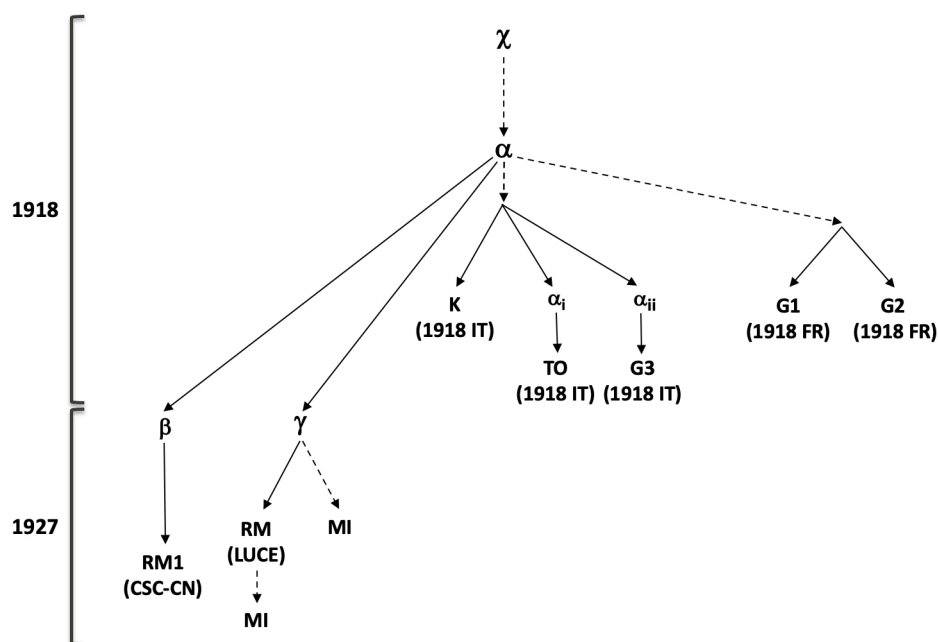 χ
α
1918
K
(1918 IT)
αi
αii
G1
(1918 FR)
G2
(1918 FR)
TO
(1918 IT)
G3
(1918 IT)
β
γ
1927
RM
(LUCE)
MI
RM1
(CSC-CN)
MI